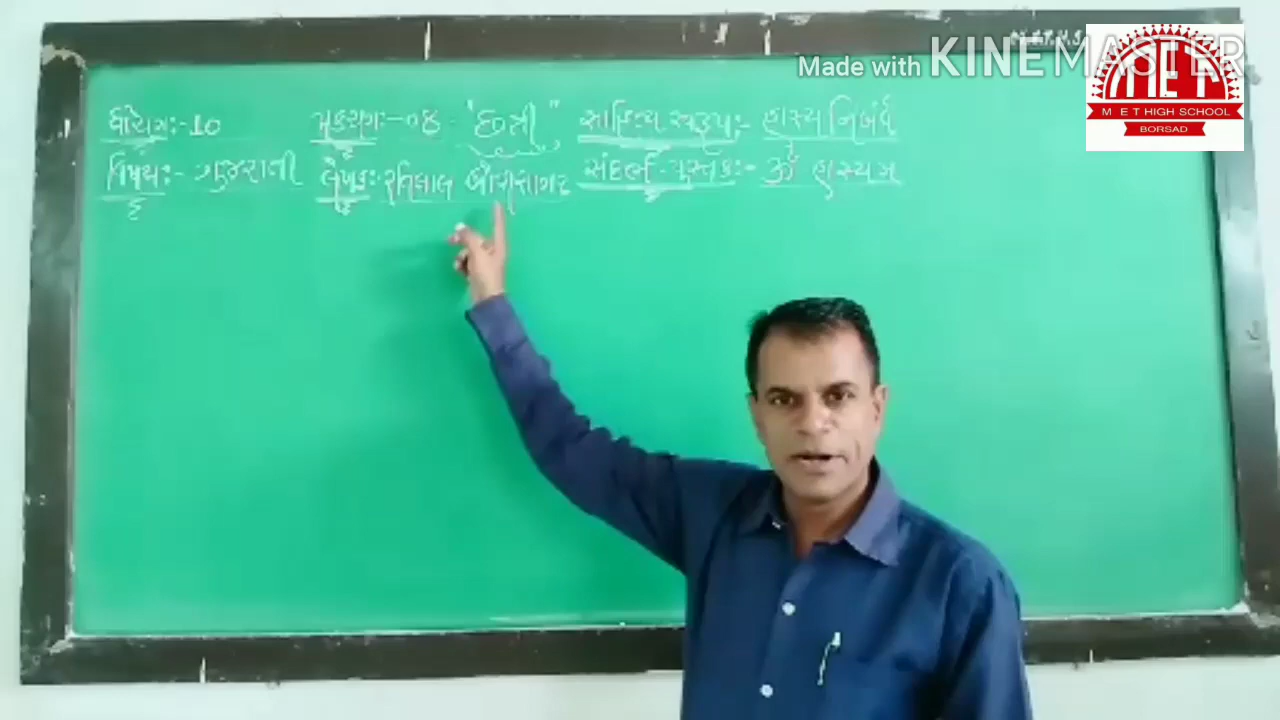 Made with KINEMASTER
MET
M E T HIGH SCHOOL
BORSAD
ધોરણ:- 10 પ્રકરણ:- 08 - "છત્રી" સાહિત્ય સ્વરૂપ:- હાસ્ય નિબંધ
વિષય:- ગુજરાતી લેખક: રતિલાલ બોરીસાગર સંદર્ભ-પુસ્તક:- ૐ હાસ્યમ